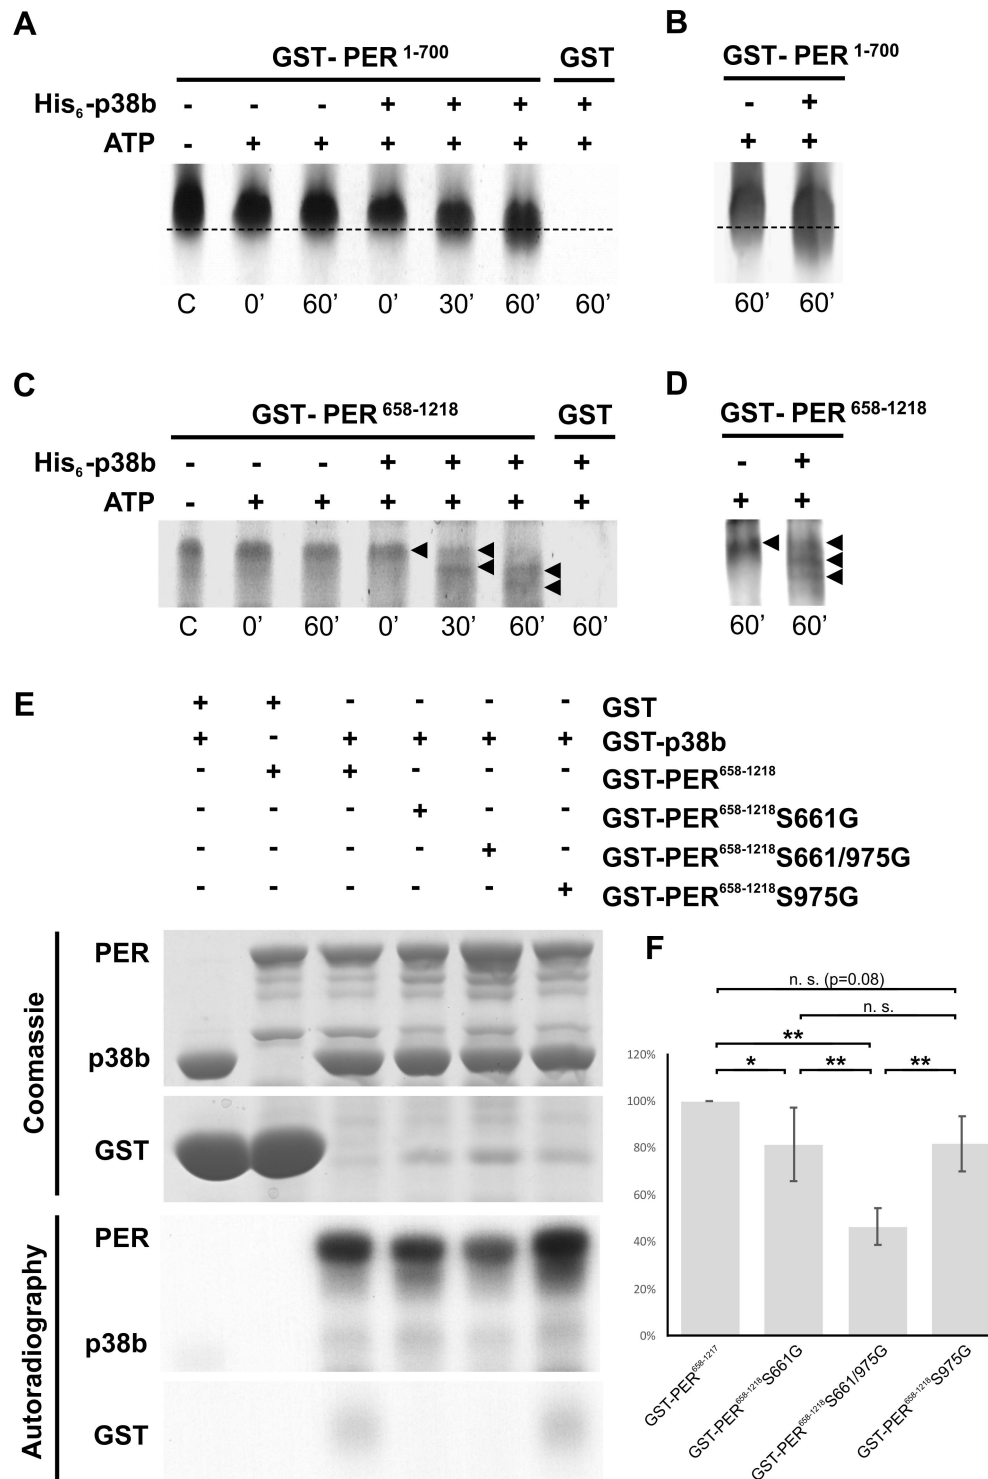 A
GST- PER 1-700 GST
His6-p38b - - - + + + +
ATP - + + + + + +
C 0’ 60’ 0’ 30’ 60’ 60’
B
GST- PER 1-700
- +
+ +
60’ 60’
C
GST- PER 658-1218 GST
His6-p38b - - - + + + +
ATP - + + + + + +
C 0’ 60’ 0’ 30’ 60’ 60’
D
GST- PER 658-1218
- +
+ +
60’ 60’
E
+ + - - - - GST
+ - + + + + GST-p38b
- + + - - - GST-PER658-1218
- - - + - - GST-PER658-1218S661G
- - - - + - GST-PER658-1218S661/975G
- - - - - + GST-PER658-1218S975G
Coomassie
PER
p38b
GST
Autoradiography
PER
p38b
GST
F
n. s. (p=0.08)
n. s.
**
* ** **
120%
100%
80%
60%
40%
20%
0%
GST-PER658-1217
GST-PER658-1218S661G
GST-PER658-1218S661/975G
GST-PER658-1218S975G